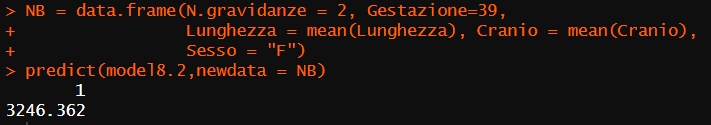 > NB = data.frame(N.gravidanze = 2, Gestazione=39,
+ Lunghezza = mean(Lunghezza), Cranio = mean(Cranio),
+ Sesso = "F")
> predict(model8.2,newdata = NB)
1
3246.362